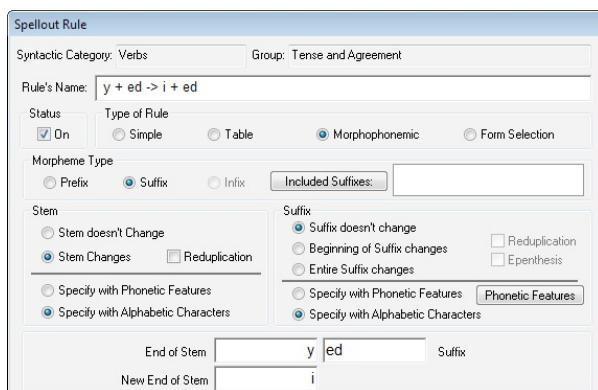 Spellout Rule
Syntactic Category: Verbs Group: Tense and Agreement
Rule's Name: y + ed -> i + ed
Status Type of Rule
On Simple Table Morphophonemic Form Selection
Morpheme Type
Prefix Suffix Infix Included Suffixes:
Stem Suffix
Stem doesn't Change Suffix doesn't change
Stem Changes Reduplication Beginning of Suffix changes Reduplication
Entire Suffix changes Epenthesis
Specify with Phonetic Features Specify with Phonetic Features Phonetic Features
Specify with Alphabetic Characters Specify with Alphabetic Characters
End of Stem y ed Suffix
New End of Stem i